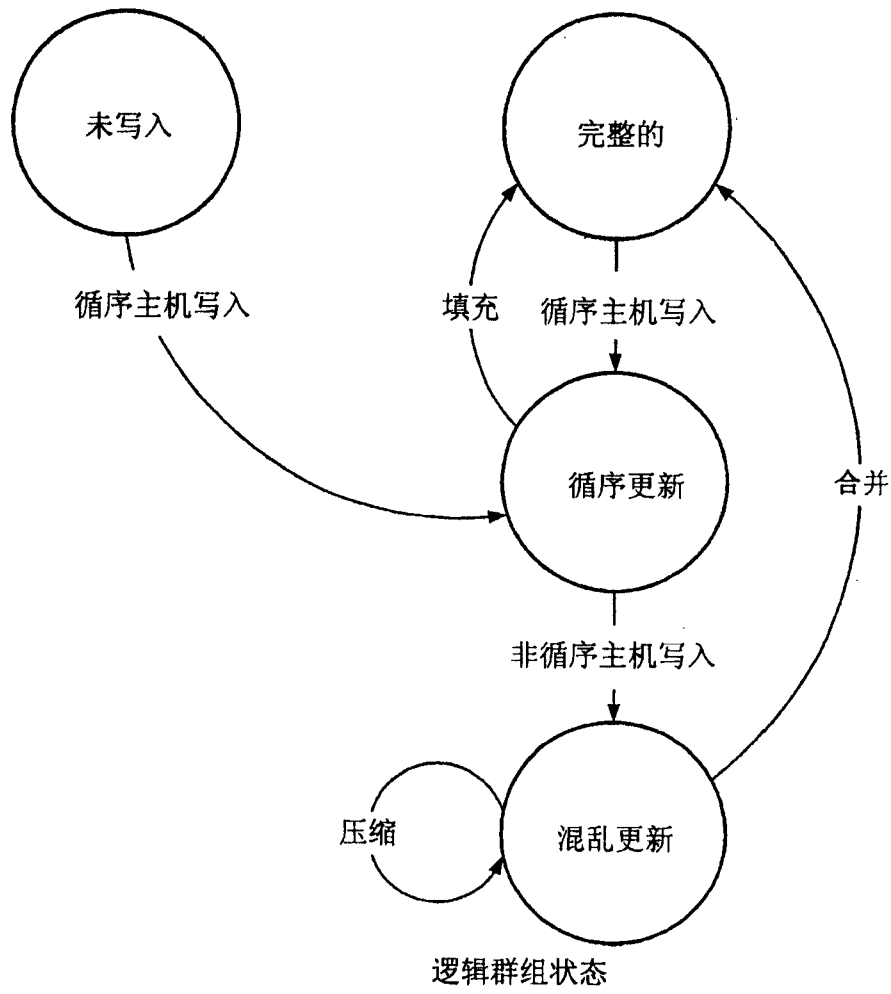 未写入
完整的
循序主机写入
填充
循序主机写入
循序更新
合并
非循序主机写入
压缩
混乱更新
逻辑群组状态